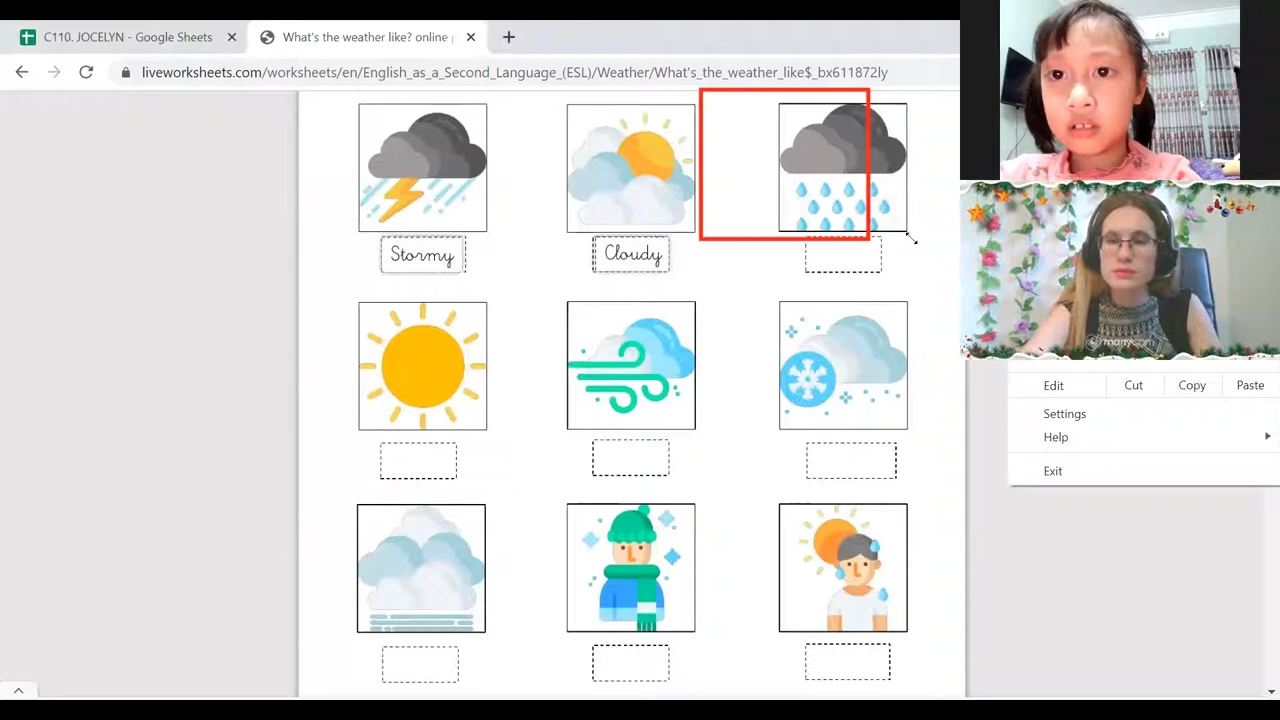 C110. JOCELYN - Google Sheets
What's the weather like? online
liveworksheets.com/worksheets/en/English_as_a_Second_Language_(ESL)/Weather/What's_the_weather_like$_bx611872ly
Stormy
Cloudy
manycam
Edit Cut Copy Paste
Settings
Help
Exit